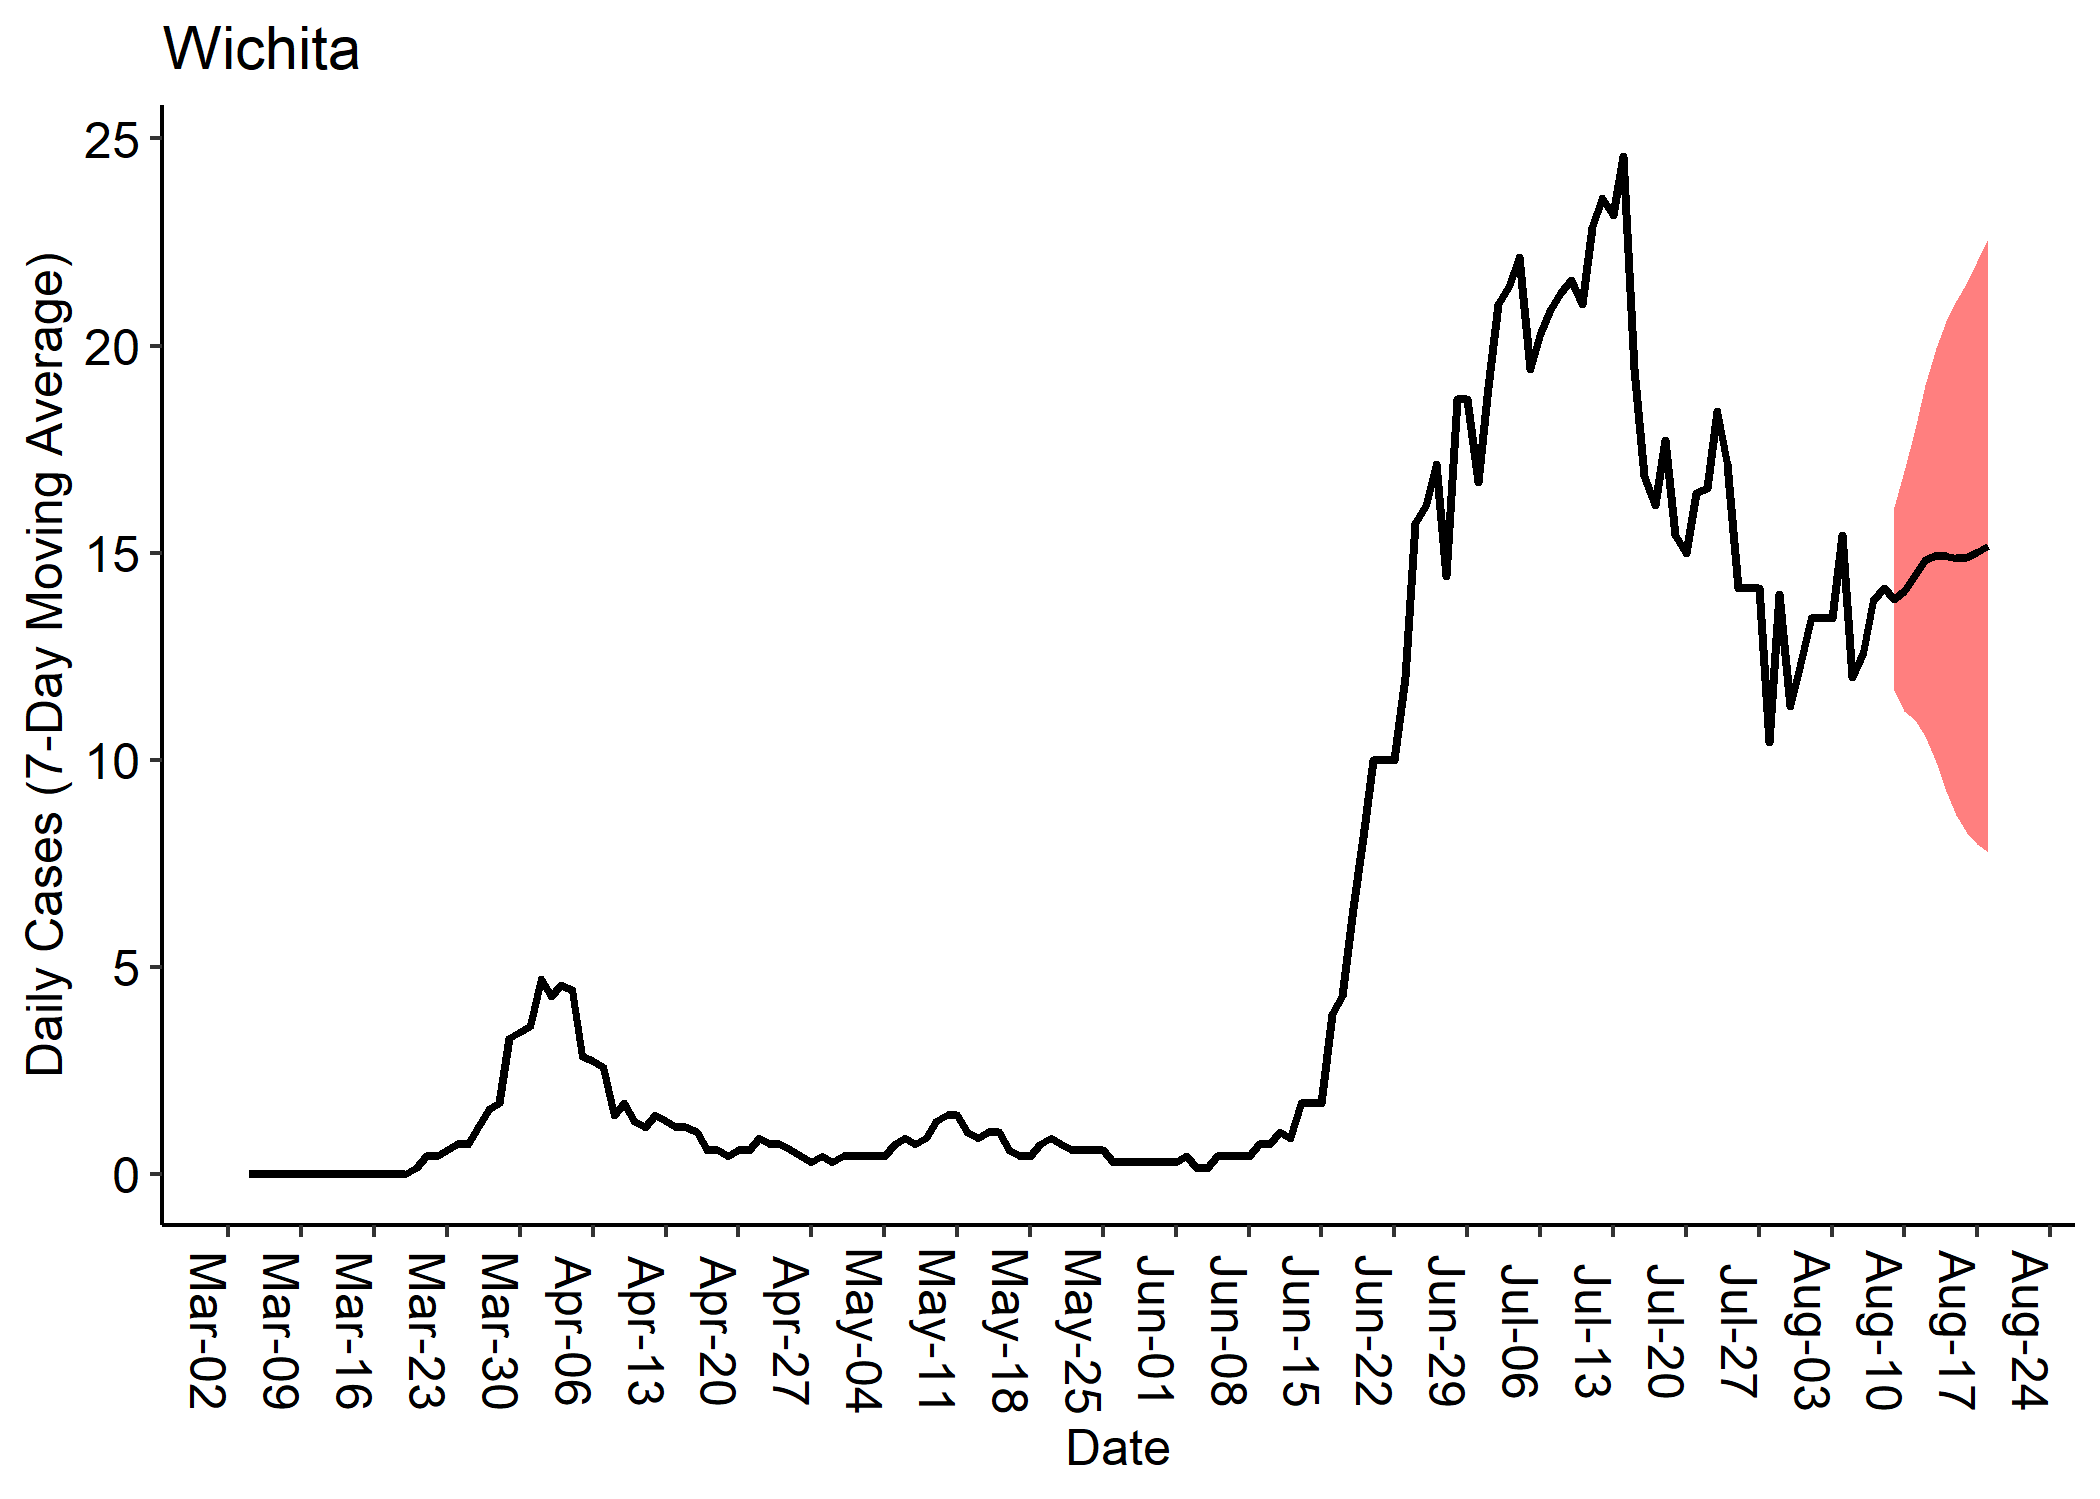 Wichita
Daily Cases (7-Day Moving Average)
25
20
15
10
5
0
Mar-02
Mar-09
Mar-16
Mar-23
Mar-30
Apr-06
Apr-13
Apr-20
Apr-27
May-04
May-11
May-18
May-25
Jun-01
Jun-08
Jun-15
Jun-22
Jun-29
Jul-06
Jul-13
Jul-20
Jul-27
Aug-03
Aug-10
Aug-17
Aug-24
Date